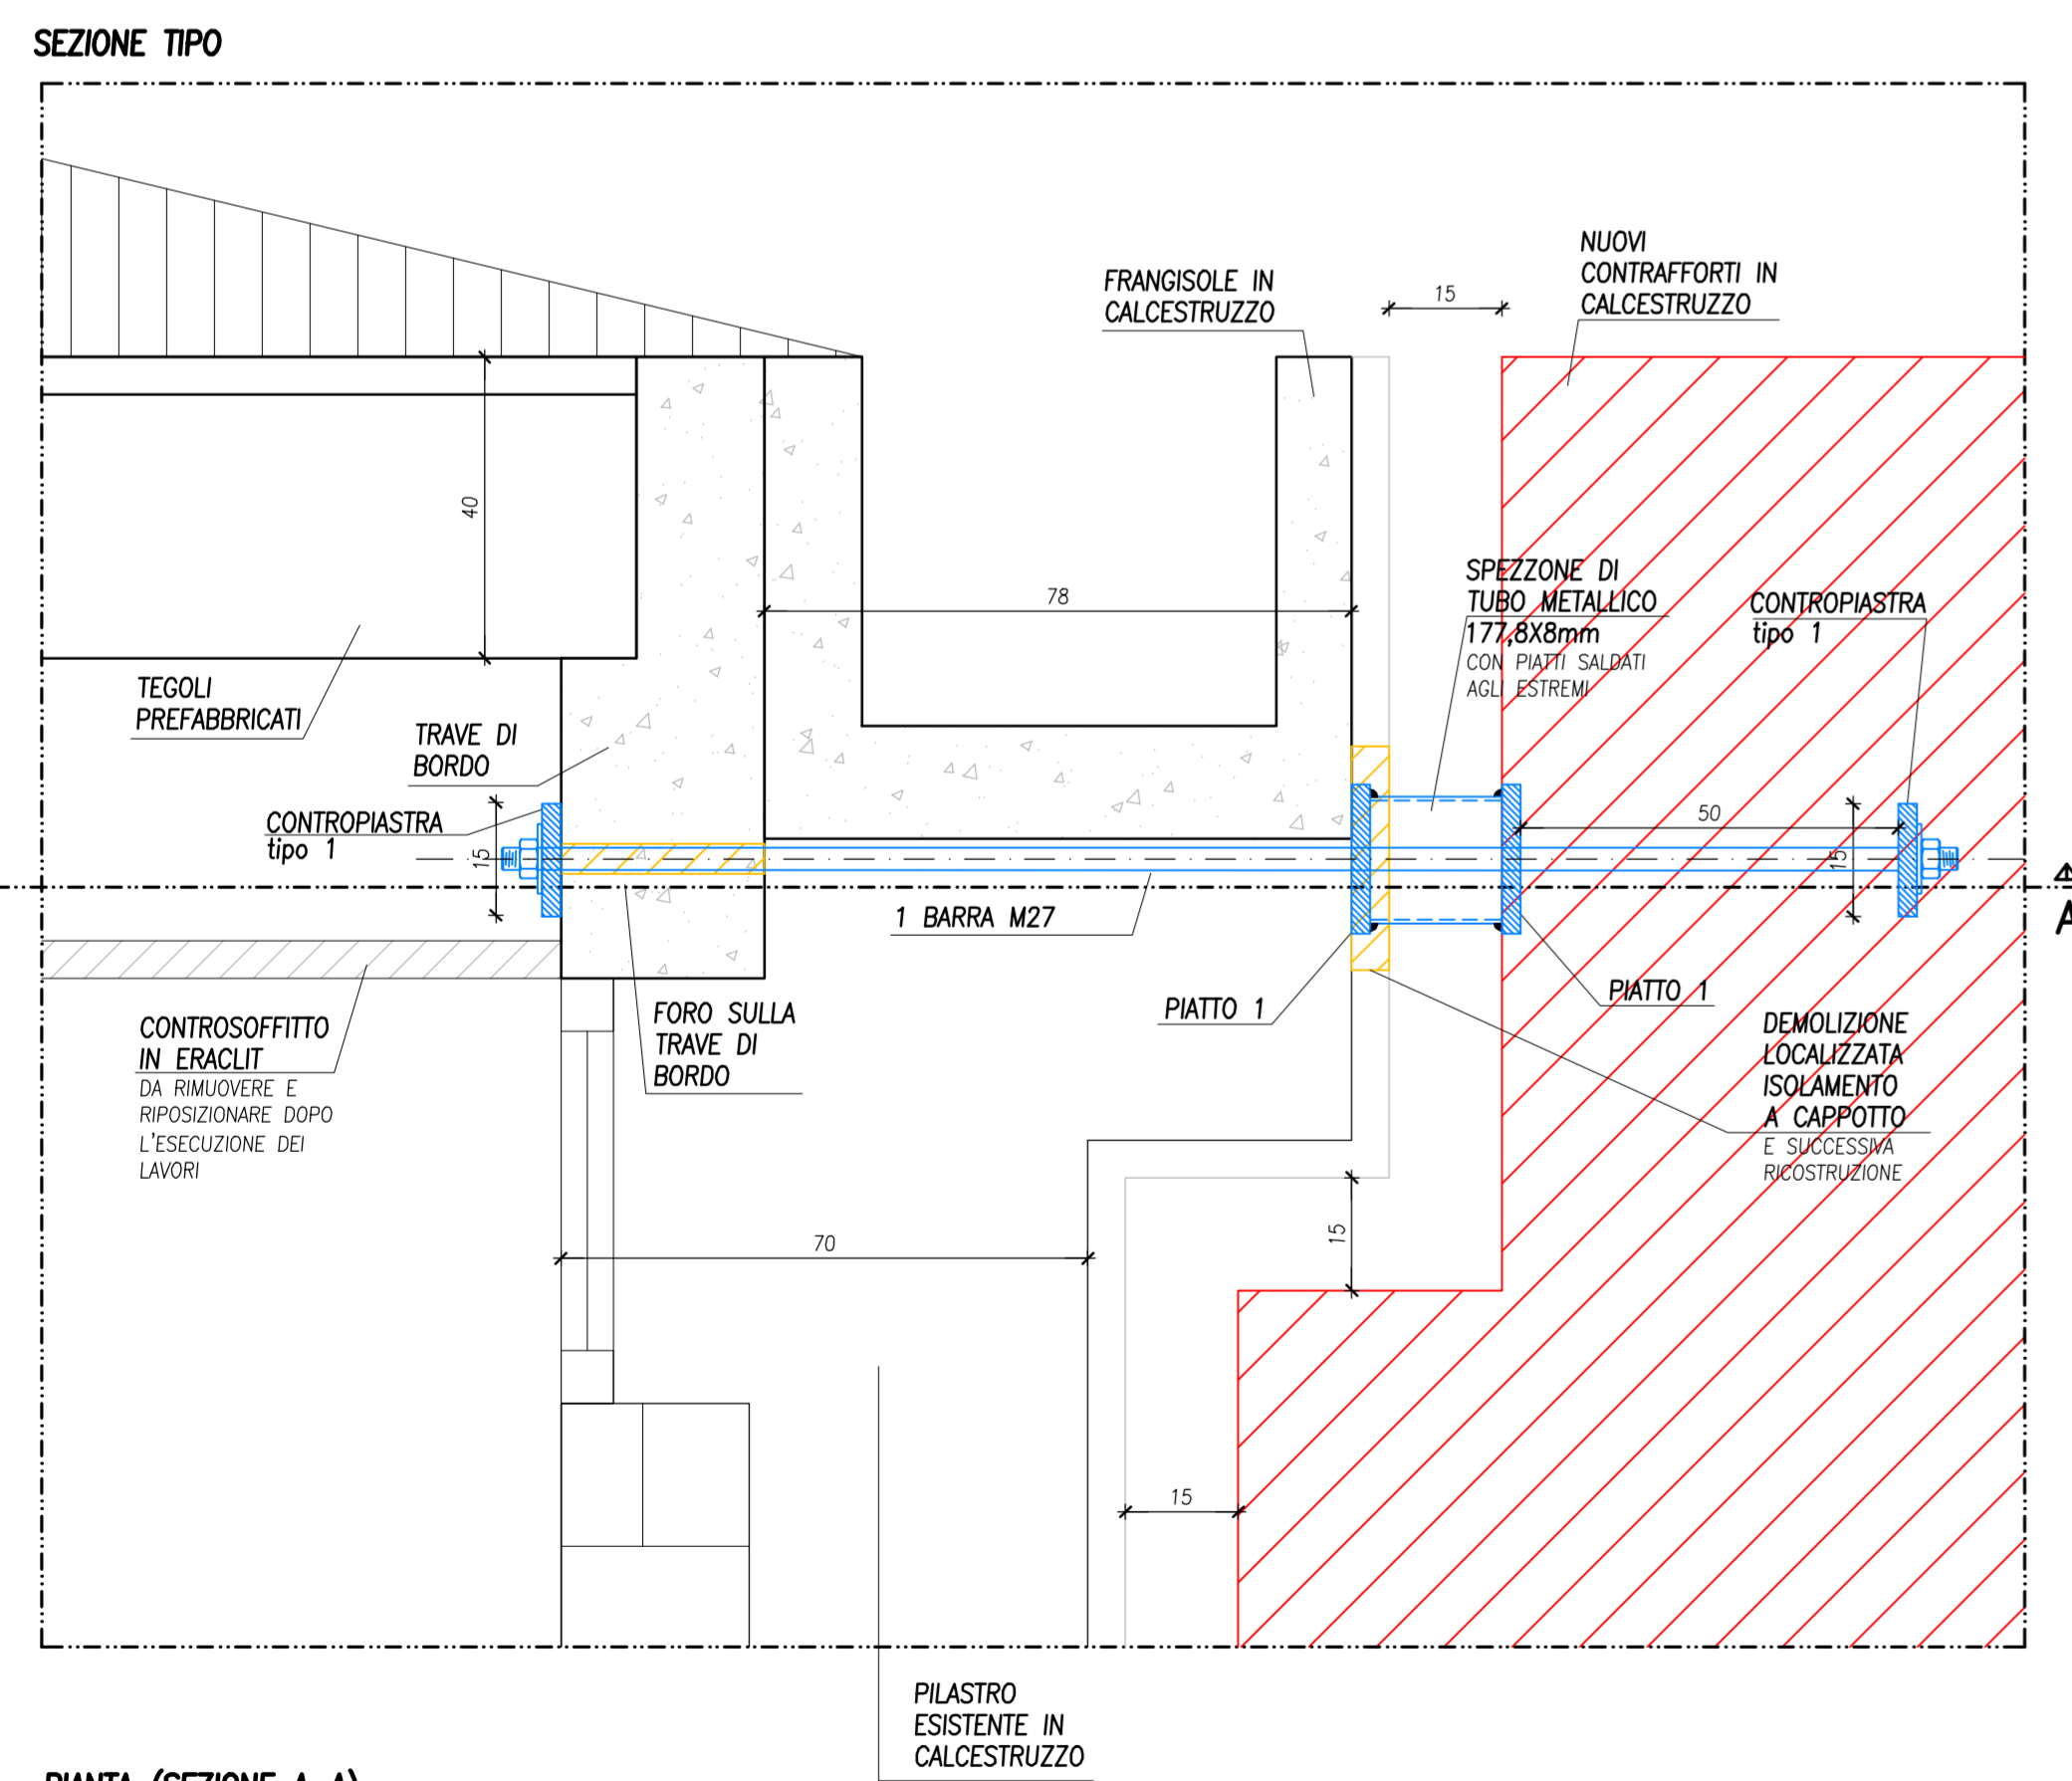 SEZIONE TIPO
NUOVI
CONTRAFFORTI IN
CALCESTRUZZO
FRANGISOLE IN
CALCESTRUZZO
15
40
78
SPEZZONE DI
TUBO METALLICO
177,8X8mm
CON PIATTI SALDATI
AGLI ESTREMI
CONTROPIASTRA
tipo 1
TEGOLI
PREFABBRICATI
TRAVE DI
BORDO
CONTROPIASTRA
tipo 1
15
50
15
1 BARRA M27
A
PIATTO 1
PIATTO 1
CONTROSOFFITTO
IN ERACLIT
DA RIMUOVERE E
RIPOSIZIONARE DOPO
L'ESECUZIONE DEI
LAVORI
FORO SULLA
TRAVE DI
BORDO
DEMOLIZIONE
LOCALIZZATA
ISOLAMENTO
A CAPPOTTO
E SUCCESSIVA
RICOSTRUZIONE
15
70
15
PILASTRO
ESISTENTE IN
CALCESTRUZZO
PIANTA (SEZIONE A-A)